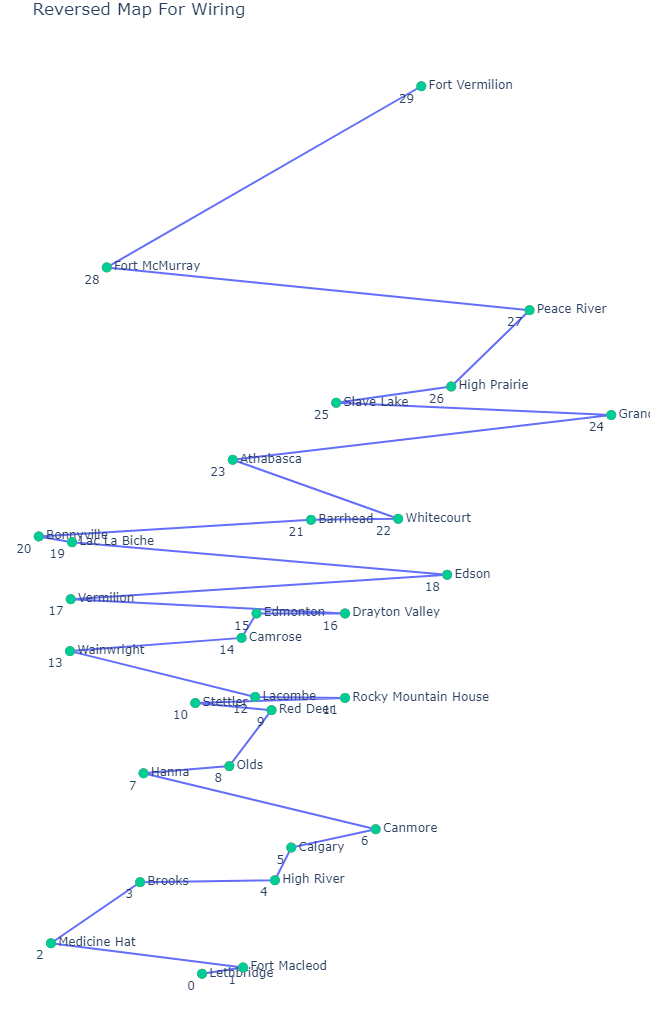 Reversed Map For Wiring
Fort Vermilion
29
Fort McMurray
28
Peace River
27
High Prairie
26
Slave Lake
25
Grand
24
Athabasca
23
Whitecourt
22
Barrhead
21
Bonnyville
20
Lac La Biche
19
Edson
18
Vermilion
17
Edmonton
15
Drayton Valley
16
Camrose
14
Wainwright
13
Lacombe
12
Rocky Mountain House
11
Stettler
10
Red Deer
9
Olds
8
Hanna
7
Canmore
6
Calgary
5
High River
4
Brooks
3
Medicine Hat
2
Fort Macleod
1
Lethbridge
0